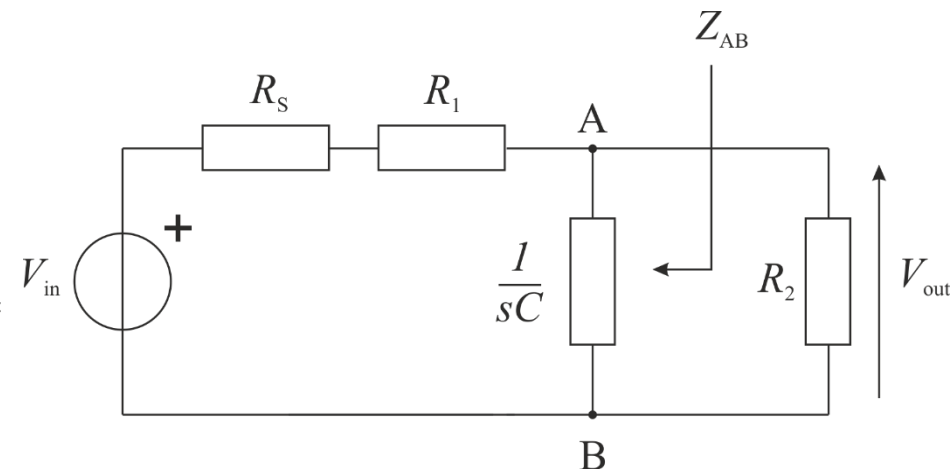 Z_AB
R_S
R_1
A
+
V_in
1
sC
R_2
V_out
B